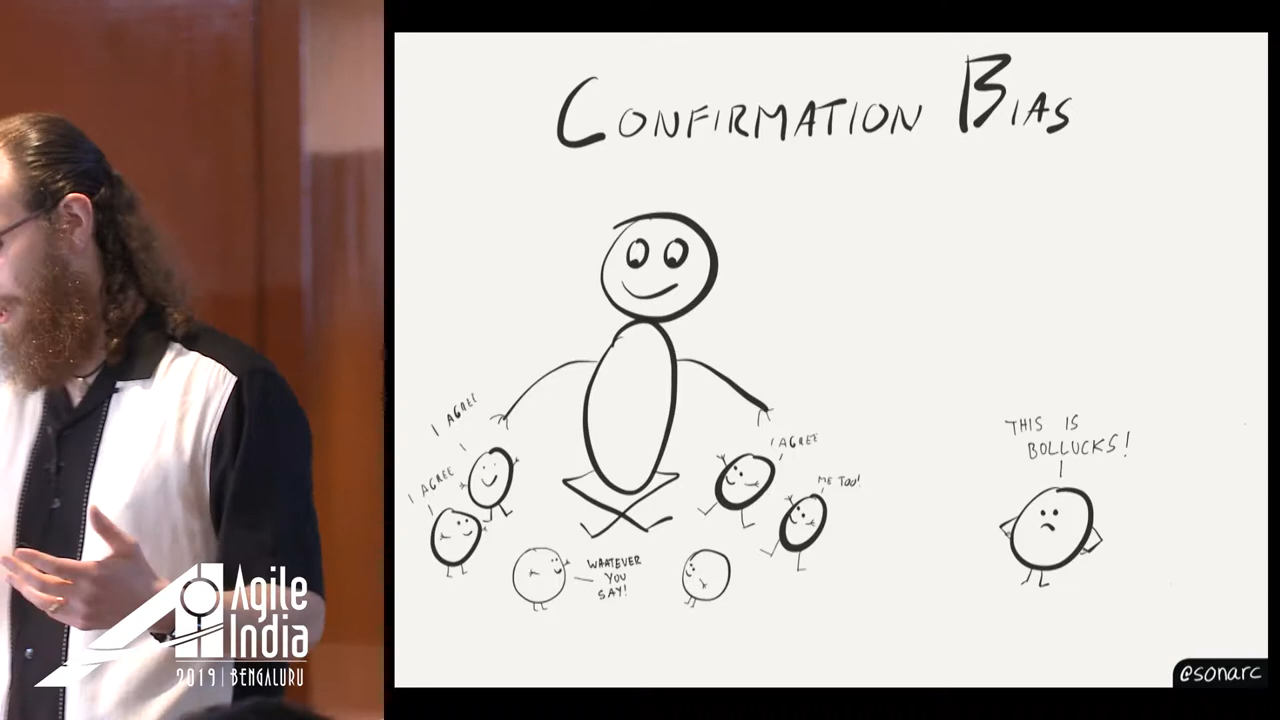 CONFIRMATION BIAS
I AGREE
I AGREE
I AGREE
ME TOO!
WHATEVER
YOU
SAY!
THIS IS
BOLLUCKS!
@sonarc
Agile
India
2019 | BENGALURU